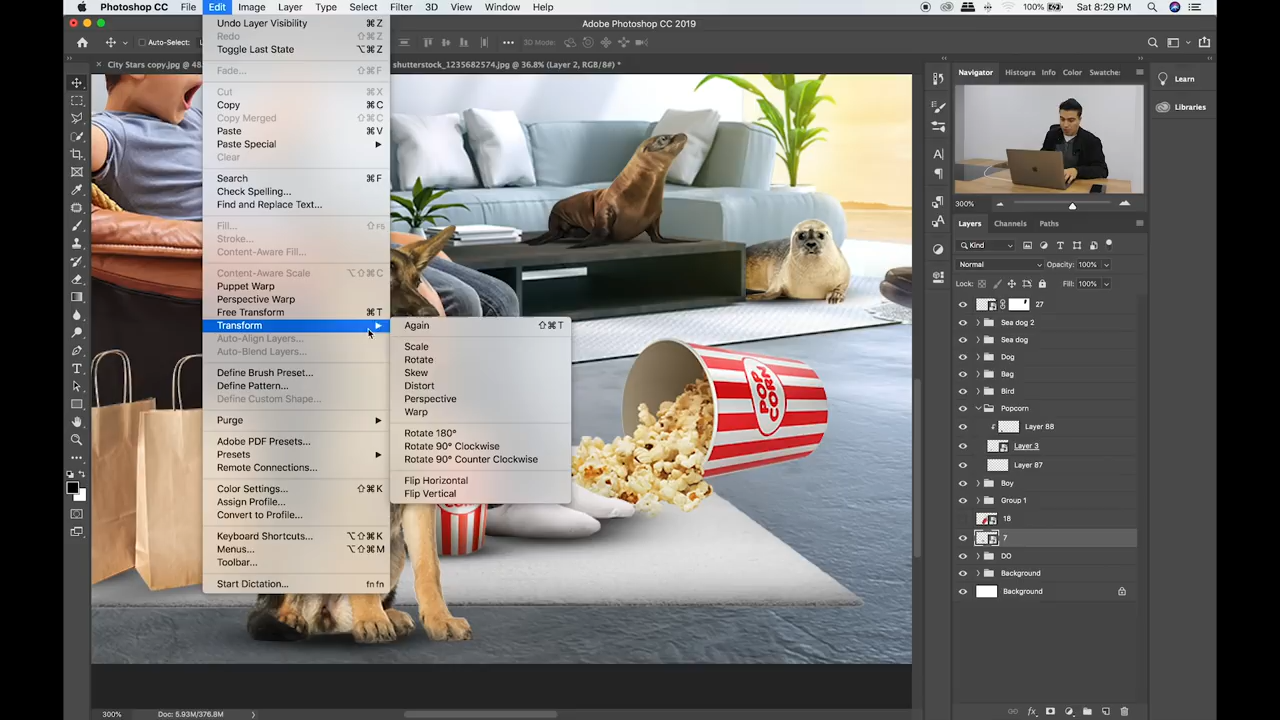 Photoshop CC File Edit Image Layer Type Select Filter 3D View Window Help 100% Sat 8:29 PM
Adobe Photoshop CC 2019
Auto-Select: 3D Mode:
City Stars copy.jpg @ 48. shutterstock_1235682574.jpg @ 36.8% (Layer 2, RGB/8#) *
Undo Layer Visibility ⌘Z
Redo ⇧⌘Z
Toggle Last State ⌥⌘Z
Fade... ⇧⌘F
Cut ⌘X
Copy ⌘C
Copy Merged ⇧⌘C
Paste ⌘V
Paste Special
Clear
Search ⌘F
Check Spelling...
Find and Replace Text...
Fill... ⇧F5
Stroke...
Content-Aware Fill...
Content-Aware Scale ⌥⇧⌘C
Puppet Warp
Perspective Warp
Free Transform ⌘T
Transform
Auto-Align Layers...
Auto-Blend Layers...
Define Brush Preset...
Define Pattern...
Define Custom Shape...
Purge
Adobe PDF Presets...
Presets
Remote Connections...
Color Settings... ⇧⌘K
Assign Profile...
Convert to Profile...
Keyboard Shortcuts... ⌥⇧⌘K
Menus... ⌥⇧⌘M
Toolbar...
Start Dictation... fn fn
Again ⇧⌘T
Scale
Rotate
Skew
Distort
Perspective
Warp
Rotate 180°
Rotate 90° Clockwise
Rotate 90° Counter Clockwise
Flip Horizontal
Flip Vertical
POP
CORN
Navigator Histogra Info Color Swatche
300%
Learn
Libraries
Layers Channels Paths
Kind
Normal Opacity: 100%
Lock: Fill: 100%
27
Sea dog 2
Sea dog
Dog
Bag
Bird
Popcorn
Layer 88
Layer 3
Layer 87
Boy
Group 1
18
7
DO
Background
Background
300% Doc: 5.93M/376.8M